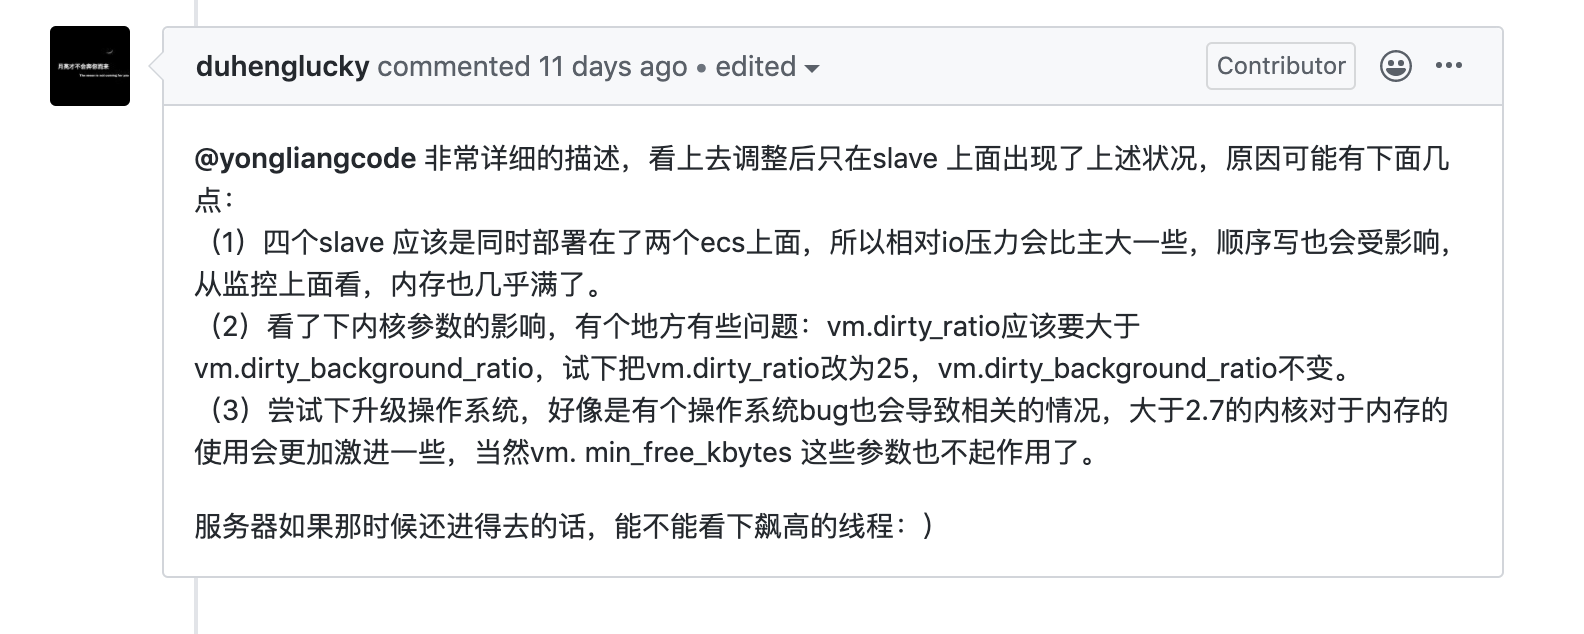 月亮才不会奔你而来
The moon is not coming for you
duhenglucky commented 11 days ago • edited
Contributor
@yongliangcode 非常详细的描述，看上去调整后只在slave 上面出现了上述状况，原因可能有下面几
点：
（1）四个slave 应该是同时部署在了两个ecs上面，所以相对io压力会比主大一些，顺序写也会受影响，
从监控上面看，内存也几乎满了。
（2）看了下内核参数的影响，有个地方有些问题：vm.dirty_ratio应该要大于
vm.dirty_background_ratio，试下把vm.dirty_ratio改为25，vm.dirty_background_ratio不变。
（3）尝试下升级操作系统，好像是有个操作系统bug也会导致相关的情况，大于2.7的内核对于内存的
使用会更加激进一些，当然vm. min_free_kbytes 这些参数也不起作用了。
服务器如果那时候还进得去的话，能不能看下飙高的线程：）